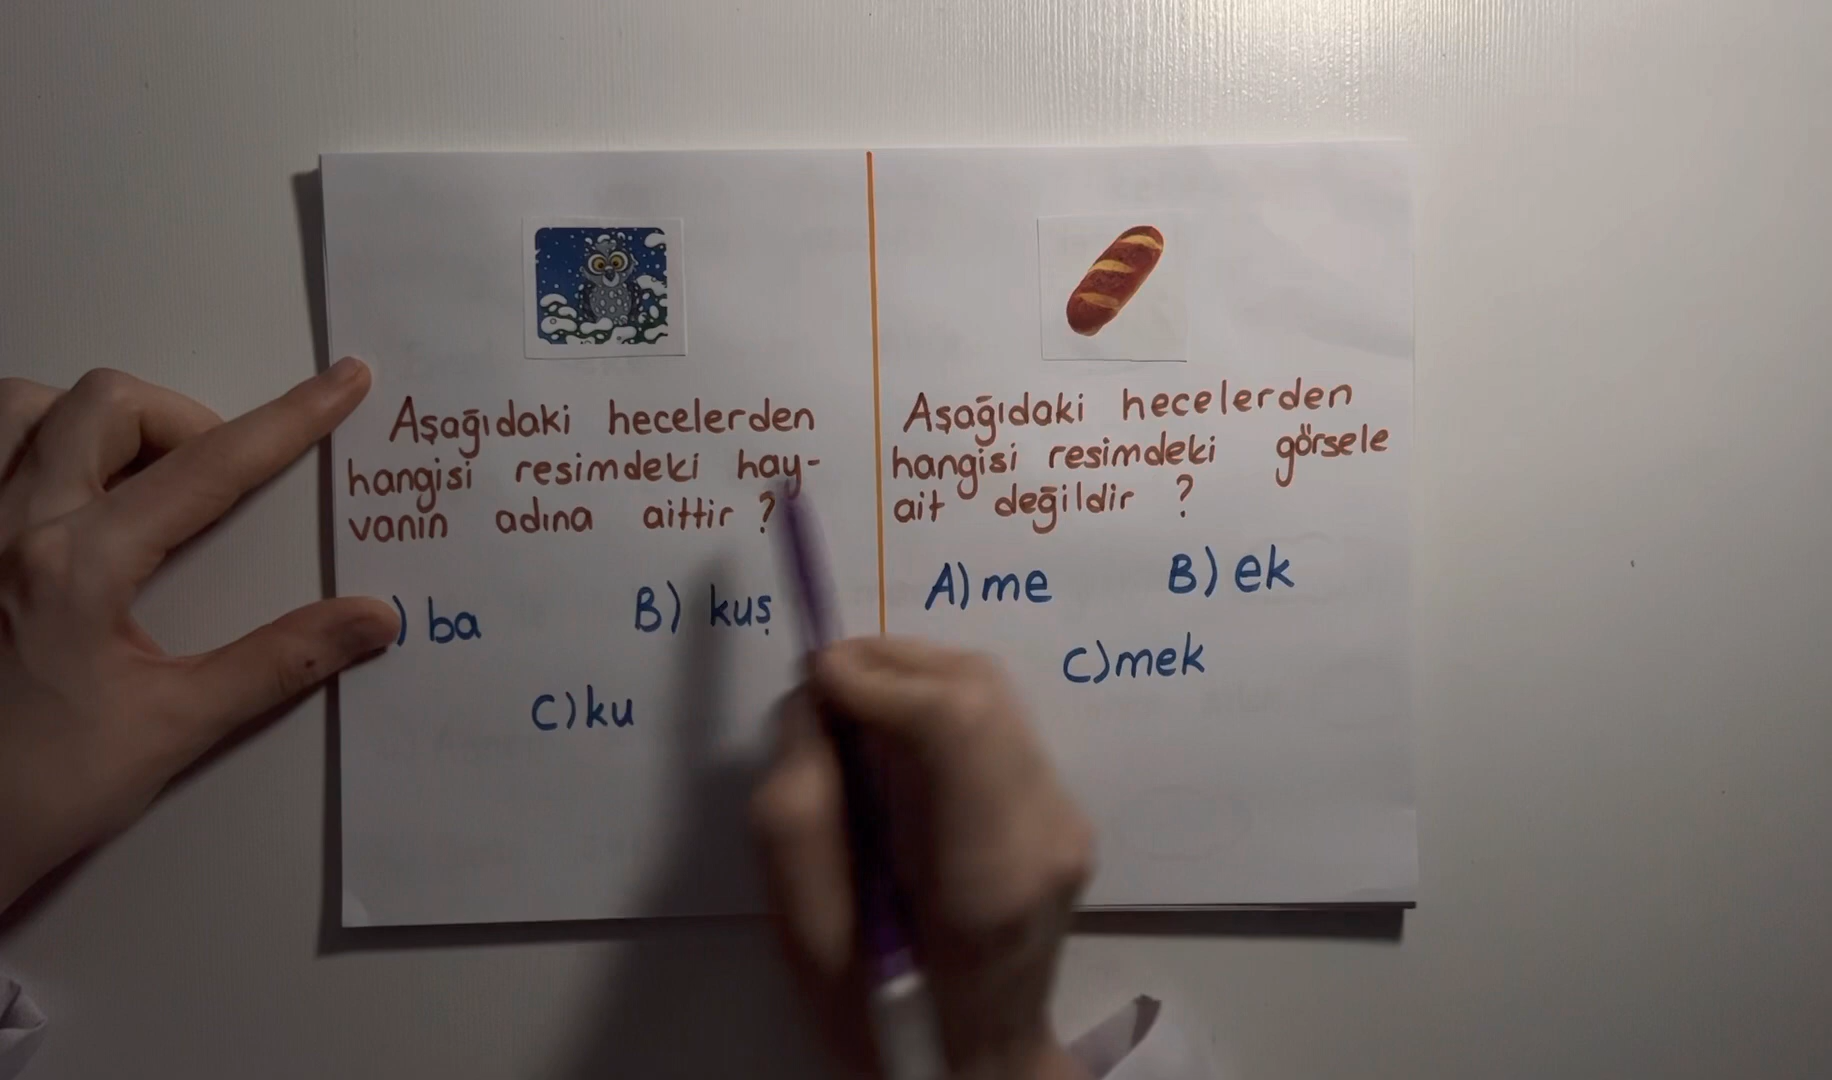 Aşağıdaki hecelerden
hangisi resimdeki hay-
vanın adına aittir ?
) ba
B) kuş
C) ku
Aşağıdaki hecelerden
hangisi resimdeki görsele
ait değildir ?
A) me
B) ek
C) mek